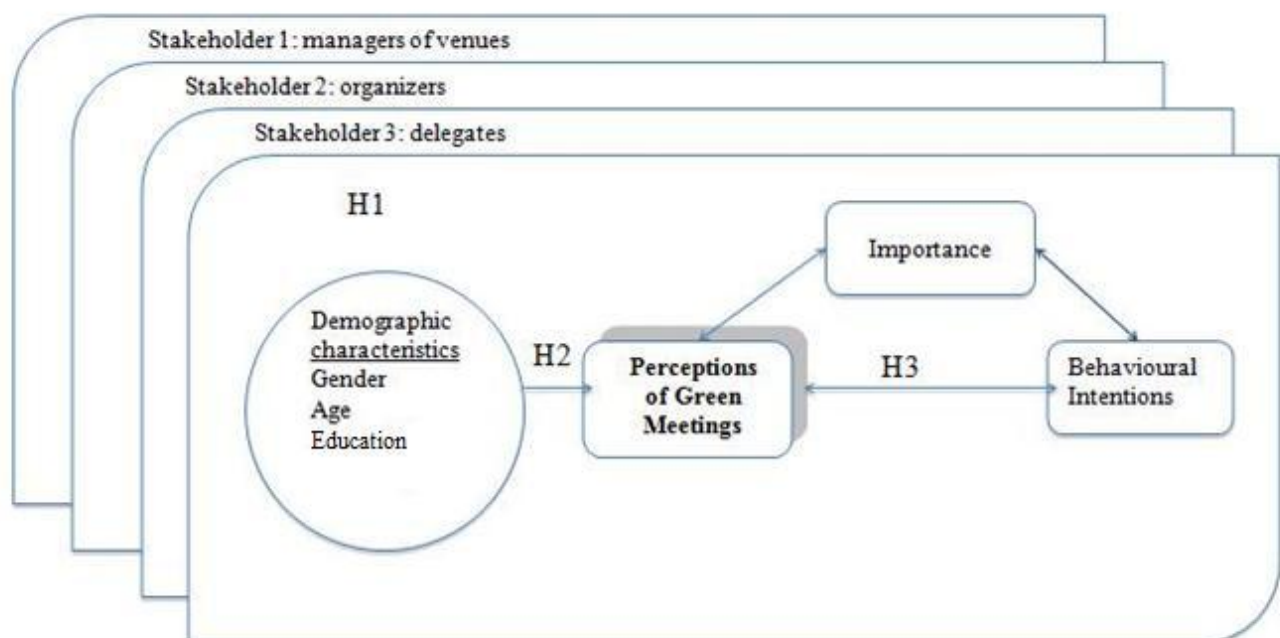 Stakeholder 1: managers of venues
Stakeholder 2: organizers
Stakeholder 3: delegates
H1
Importance
Demographic
characteristics
Gender
Age
Education
H2
Perceptions
of Green
Meetings
H3
Behavioural
Intentions